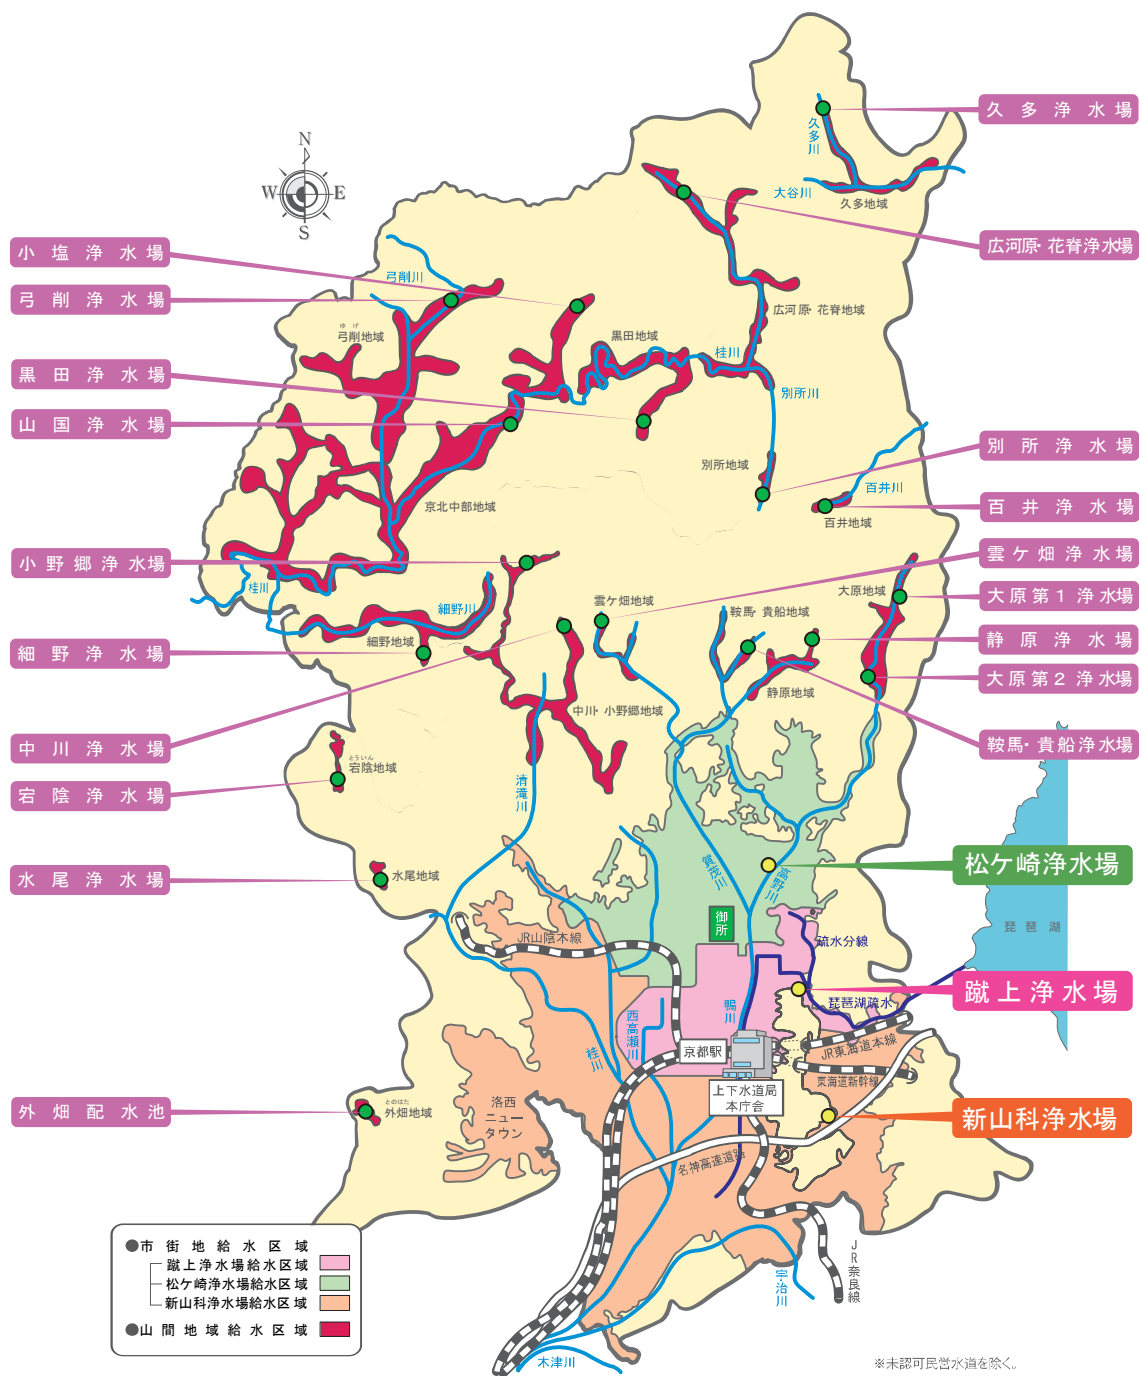 久多浄水場
広河原・花脊浄水場
小塩浄水場
弓削浄水場
黒田浄水場
山国浄水場
別所浄水場
百井浄水場
雲ケ畑浄水場
小野郷浄水場
大原第1浄水場
静原浄水場
細野浄水場
大原第2浄水場
鞍馬・貴船浄水場
中川浄水場
宕陰浄水場
水尾浄水場
松ケ崎浄水場
蹴上浄水場
外畑配水池
新山科浄水場
N
W
E
S
久多川
大谷川
久多地域
弓削川
ゆげ
弓削地域
黒田地域
広河原・花脊地域
桂川
別所川
別所地域
百井川
百井地域
京北中部地域
桂川
細野川
細野地域
雲ケ畑地域
鞍馬・貴船地域
大原地域
静原地域
中川・小野郷地域
とういん
宕陰地域
清滝川
水尾地域
賀茂川
高野川
御所
JR山陰本線
疏水分線
琵琶湖
琵琶湖疏水
鴨川
西高瀬川
桂川
京都駅
JR東海道本線
東海道新幹線
上下水道局
本庁舎
とのはた
外畑地域
洛西
ニュー
タウン
名神高速道路
JR奈良線
宇治川
木津川
●市街地給水区域
蹴上浄水場給水区域
松ケ崎浄水場給水区域
新山科浄水場給水区域
●山間地域給水区域
※未認可民営水道を除く。